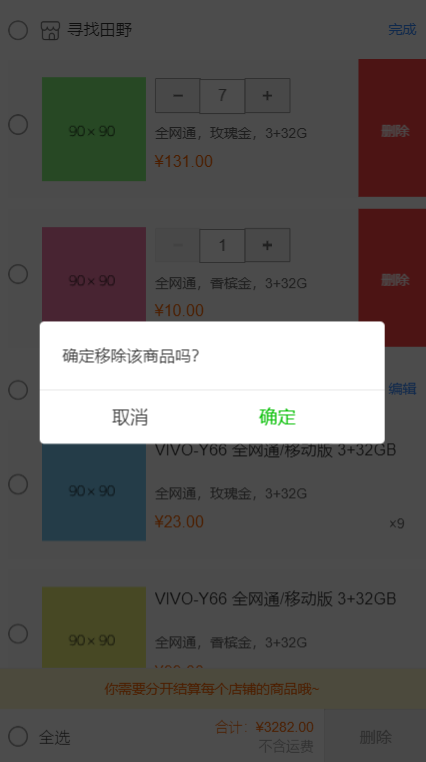 寻找田野 完成
90×90
− 7 +
全网通，玫瑰金，3+32G
¥131.00
删除
90×90
− 1 +
全网通，香槟金，3+32G
¥10.00
删除
确定移除该商品吗？
取消 确定
编辑
90×90
VIVO-Y66 全网通/移动版 3+32GB
全网通，玫瑰金，3+32G
¥23.00 ×9
90×90
VIVO-Y66 全网通/移动版 3+32GB
全网通，香槟金，3+32G
你需要分开结算每个店铺的商品哦~
全选
合计：¥3282.00
不含运费
删除